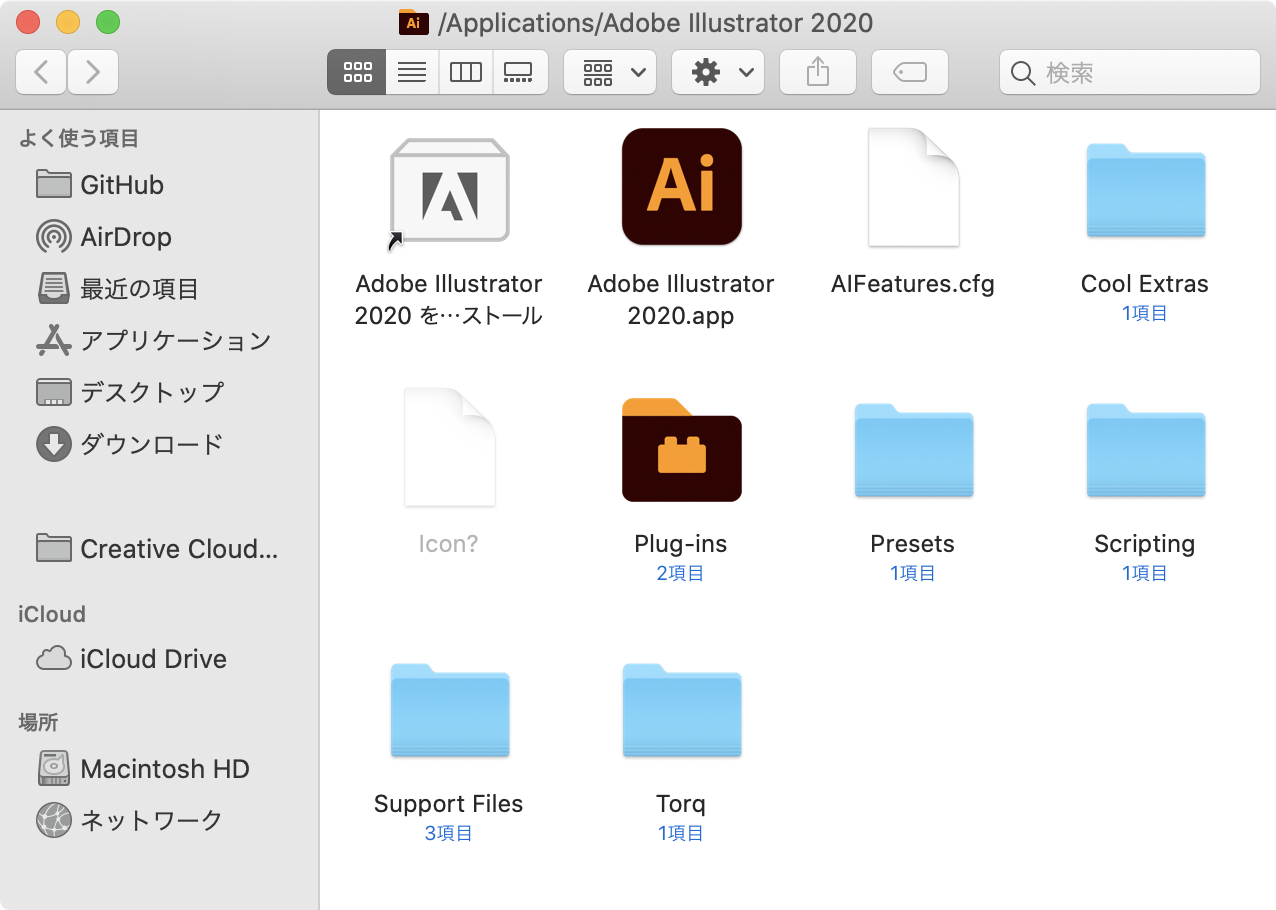 Ai /Applications/Adobe Illustrator 2020
検索
よく使う項目
GitHub
AirDrop
最近の項目
アプリケーション
デスクトップ
ダウンロード
Creative Cloud...
iCloud
iCloud Drive
場所
Macintosh HD
ネットワーク
Ai
Adobe Illustrator
2020 を…ストール
Adobe Illustrator
2020.app
AIFeatures.cfg
Cool Extras
1項目
Icon?
Plug-ins
2項目
Presets
1項目
Scripting
1項目
Support Files
3項目
Torq
1項目